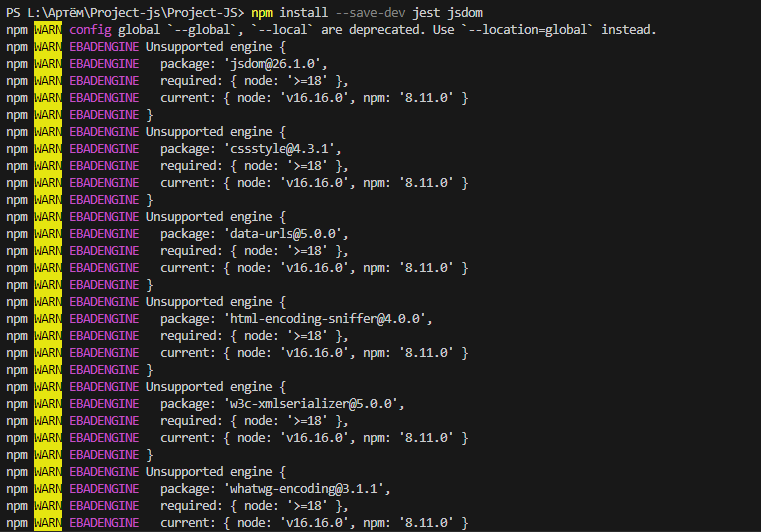 PS L:\Артём\Project-js\Project-JS> npm install --save-dev jest jsdom
npm WARN config global `--global`, `--local` are deprecated. Use `--location=global` instead.
npm WARN EBADENGINE Unsupported engine {
npm WARN EBADENGINE   package: 'jsdom@26.1.0',
npm WARN EBADENGINE   required: { node: '>=18' },
npm WARN EBADENGINE   current: { node: 'v16.16.0', npm: '8.11.0' }
npm WARN EBADENGINE }
npm WARN EBADENGINE Unsupported engine {
npm WARN EBADENGINE   package: 'cssstyle@4.3.1',
npm WARN EBADENGINE   required: { node: '>=18' },
npm WARN EBADENGINE   current: { node: 'v16.16.0', npm: '8.11.0' }
npm WARN EBADENGINE }
npm WARN EBADENGINE Unsupported engine {
npm WARN EBADENGINE   package: 'data-urls@5.0.0',
npm WARN EBADENGINE   required: { node: '>=18' },
npm WARN EBADENGINE   current: { node: 'v16.16.0', npm: '8.11.0' }
npm WARN EBADENGINE }
npm WARN EBADENGINE Unsupported engine {
npm WARN EBADENGINE   package: 'html-encoding-sniffer@4.0.0',
npm WARN EBADENGINE   required: { node: '>=18' },
npm WARN EBADENGINE   current: { node: 'v16.16.0', npm: '8.11.0' }
npm WARN EBADENGINE }
npm WARN EBADENGINE Unsupported engine {
npm WARN EBADENGINE   package: 'w3c-xmlserializer@5.0.0',
npm WARN EBADENGINE   required: { node: '>=18' },
npm WARN EBADENGINE   current: { node: 'v16.16.0', npm: '8.11.0' }
npm WARN EBADENGINE }
npm WARN EBADENGINE Unsupported engine {
npm WARN EBADENGINE   package: 'whatwg-encoding@3.1.1',
npm WARN EBADENGINE   required: { node: '>=18' },
npm WARN EBADENGINE   current: { node: 'v16.16.0', npm: '8.11.0' }